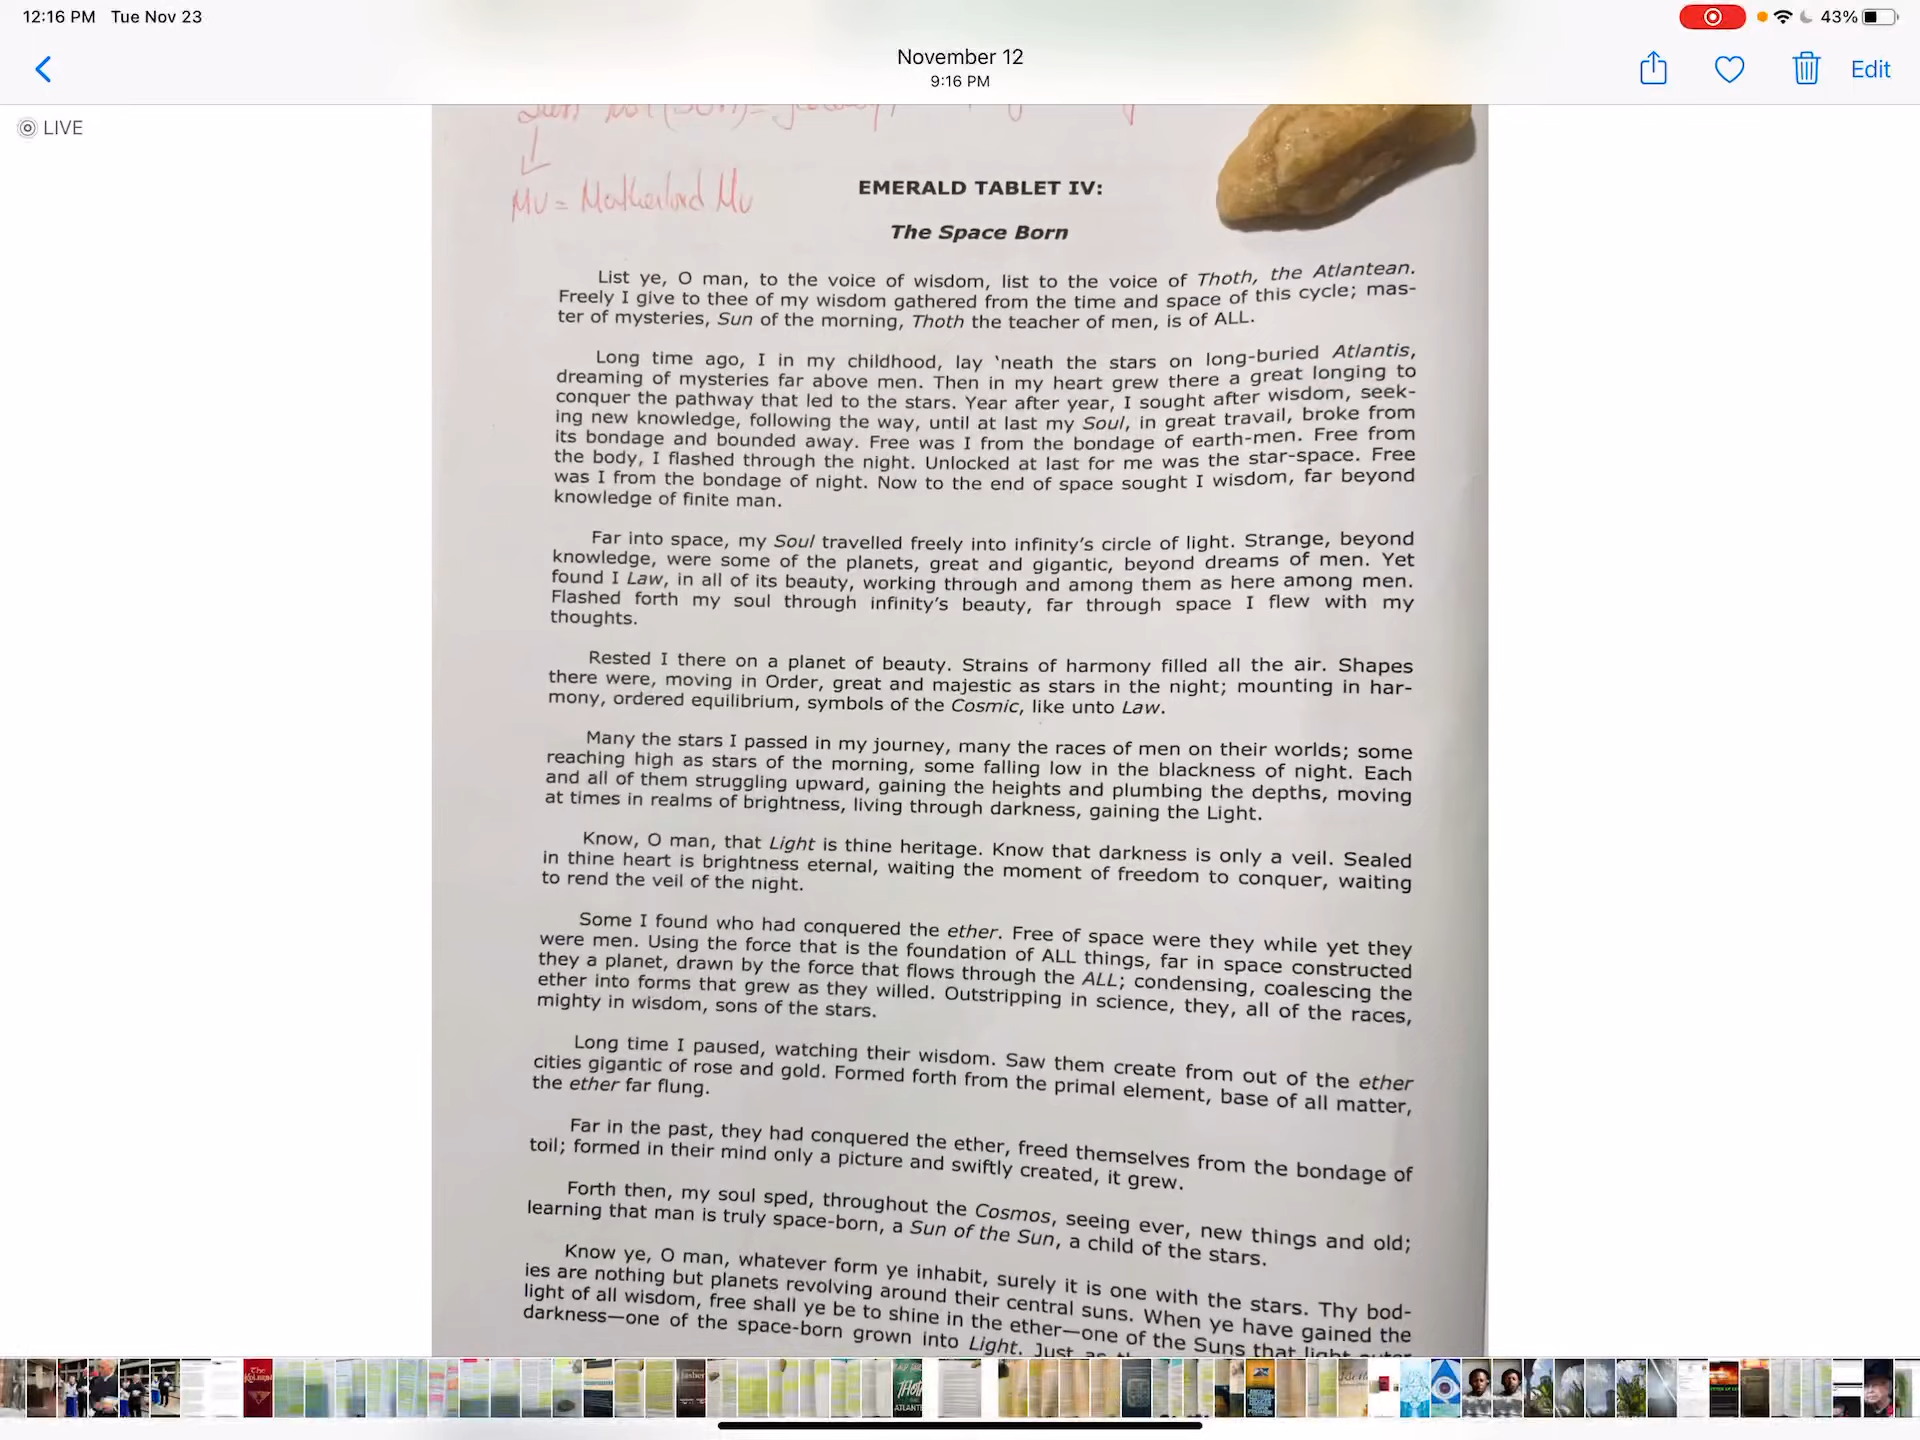 12:16 PM Tue Nov 23
43%
November 12
9:16 PM
Edit
LIVE
MU = Motherland Mu
EMERALD TABLET IV:
The Space Born
List ye, O man, to the voice of wisdom, list to the voice of Thoth, the Atlantean.
Freely I give to thee of my wisdom gathered from the time and space of this cycle; mas-
ter of mysteries, Sun of the morning, Thoth the teacher of men, is of ALL.
Long time ago, I in my childhood, lay ‘neath the stars on long-buried Atlantis,
dreaming of mysteries far above men. Then in my heart grew there a great longing to
conquer the pathway that led to the stars. Year after year, I sought after wisdom, seek-
ing new knowledge, following the way, until at last my Soul, in great travail, broke from
its bondage and bounded away. Free was I from the bondage of earth-men. Free from
the body, I flashed through the night. Unlocked at last for me was the star-space. Free
was I from the bondage of night. Now to the end of space sought I wisdom, far beyond
knowledge of finite man.
Far into space, my Soul travelled freely into infinity’s circle of light. Strange, beyond
knowledge, were some of the planets, great and gigantic, beyond dreams of men. Yet
found I Law, in all of its beauty, working through and among them as here among men.
Flashed forth my soul through infinity’s beauty, far through space I flew with my
thoughts.
Rested I there on a planet of beauty. Strains of harmony filled all the air. Shapes
there were, moving in Order, great and majestic as stars in the night; mounting in har-
mony, ordered equilibrium, symbols of the Cosmic, like unto Law.
Many the stars I passed in my journey, many the races of men on their worlds; some
reaching high as stars of the morning, some falling low in the blackness of night. Each
and all of them struggling upward, gaining the heights and plumbing the depths, moving
at times in realms of brightness, living through darkness, gaining the Light.
Know, O man, that Light is thine heritage. Know that darkness is only a veil. Sealed
in thine heart is brightness eternal, waiting the moment of freedom to conquer, waiting
to rend the veil of the night.
Some I found who had conquered the ether. Free of space were they while yet they
were men. Using the force that is the foundation of ALL things, far in space constructed
they a planet, drawn by the force that flows through the ALL; condensing, coalescing the
ether into forms that grew as they willed. Outstripping in science, they, all of the races,
mighty in wisdom, sons of the stars.
Long time I paused, watching their wisdom. Saw them create from out of the ether
cities gigantic of rose and gold. Formed forth from the primal element, base of all matter,
the ether far flung.
Far in the past, they had conquered the ether, freed themselves from the bondage of
toil; formed in their mind only a picture and swiftly created, it grew.
Forth then, my soul sped, throughout the Cosmos, seeing ever, new things and old;
learning that man is truly space-born, a Sun of the Sun, a child of the stars.
Know ye, O man, whatever form ye inhabit, surely it is one with the stars. Thy bod-
ies are nothing but planets revolving around their central suns. When ye have gained the
light of all wisdom, free shall ye be to shine in the ether—one of the Suns that light outer
darkness—one of the space-born grown into Light. Just as